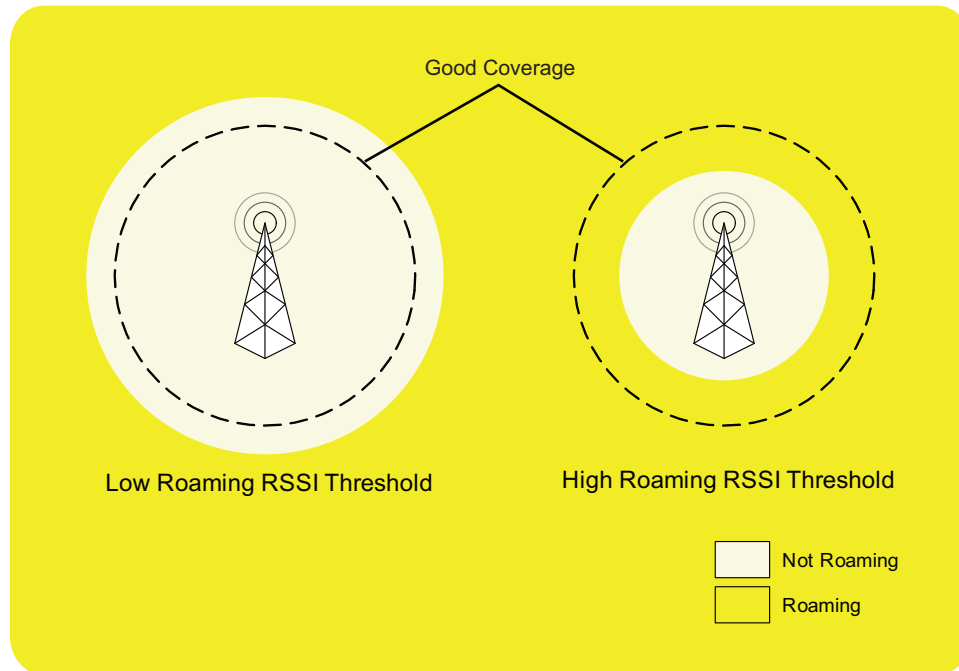 Good Coverage
Low Roaming RSSI Threshold
High Roaming RSSI Threshold
Not Roaming
Roaming